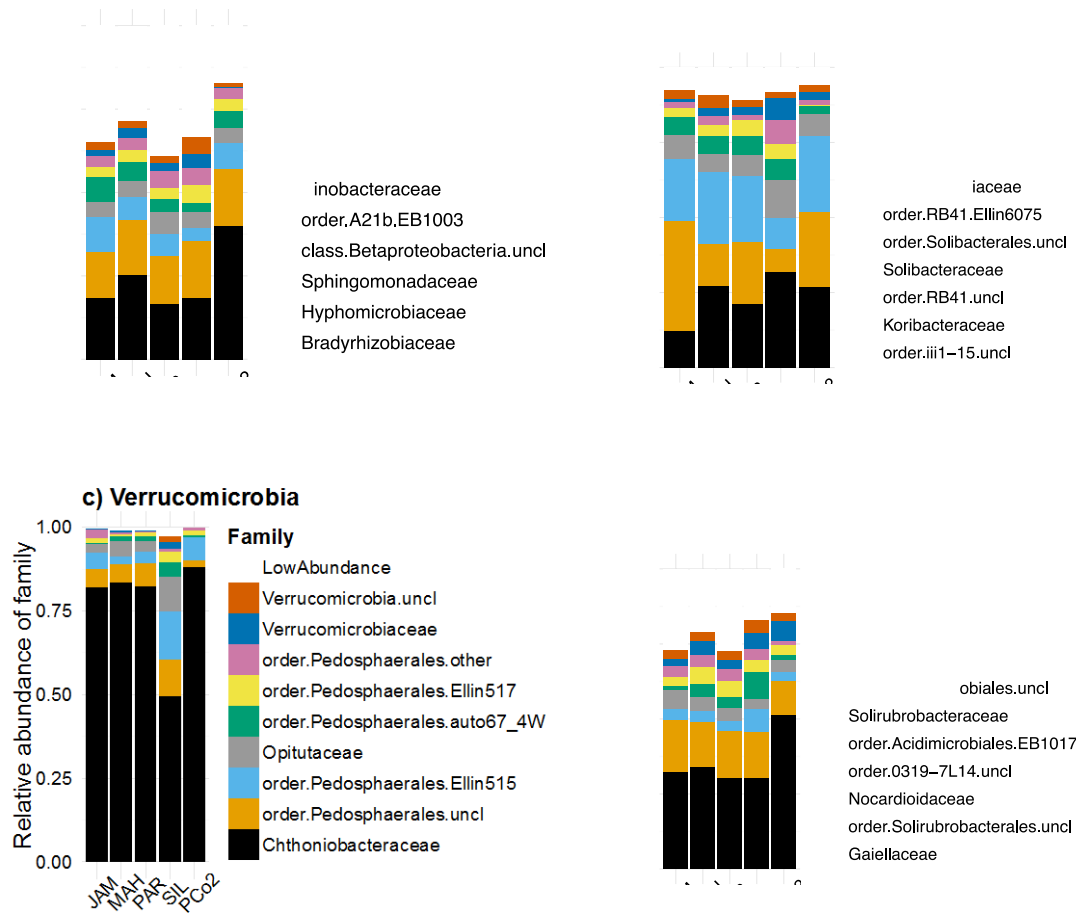 inobacteraceae
order.A21b.EB1003
class.Betaproteobacteria.uncl
Sphingomonadaceae
Hyphomicrobiaceae
Bradyrhizobiaceae
iaceae
order.RB41.Ellin6075
order.Solibacterales.uncl
Solibacteraceae
order.RB41.uncl
Koribacteraceae
order.iii1−15.uncl
c) Verrucomicrobia
Relative abundance of family
1.00
0.75
0.50
0.25
0.00
JAM
MAH
PAR
SIL
PCo2
Family
LowAbundance
Verrucomicrobia.uncl
Verrucomicrobiaceae
order.Pedosphaerales.other
order.Pedosphaerales.Ellin517
order.Pedosphaerales.auto67_4W
Opitutaceae
order.Pedosphaerales.Ellin515
order.Pedosphaerales.uncl
Chthoniobacteraceae
obiales.uncl
Solirubrobacteraceae
order.Acidimicrobiales.EB1017
order.0319−7L14.uncl
Nocardioidaceae
order.Solirubrobacterales.uncl
Gaiellaceae